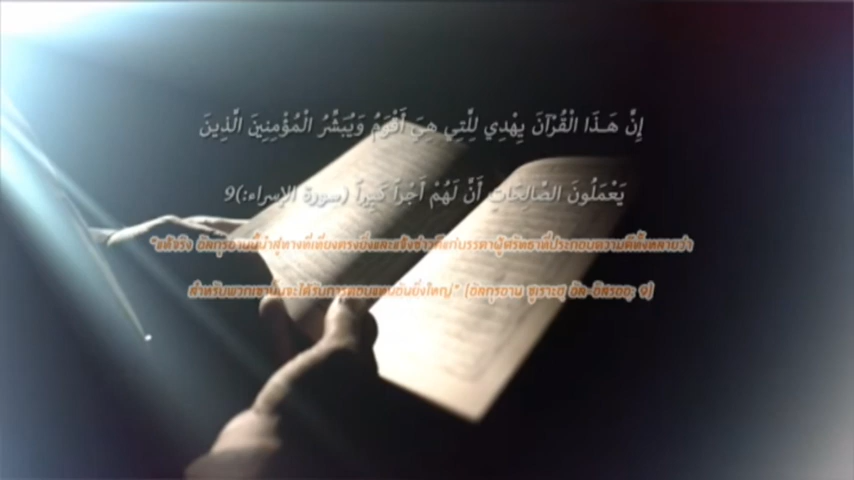 إِنَّ هَـذَا الْقُرْآنَ يِهْدِي لِلَّتِي هِيَ أَقْوَمُ وَيُبَشِّرُ الْمُؤْمِنِينَ الَّذِينَ
يَعْمَلُونَ الصَّالِحَاتِ أَنَّ لَهُمْ أَجْراً كَبِيراً (سورة الإسراء:)9
"แท้จริง อัลกุรอานนี้นำสู่ทางที่เที่ยงตรงยิ่งและแจ้งข่าวดีแก่บรรดาผู้ศรัทธาที่ประกอบความดีทั้งหลายว่า
สำหรับพวกเขานั้นจะได้รับการตอบแทนอันยิ่งใหญ่" (อัลกุรอาน ซูเราะฮฺ อัล-อิสรออฺ: 9)